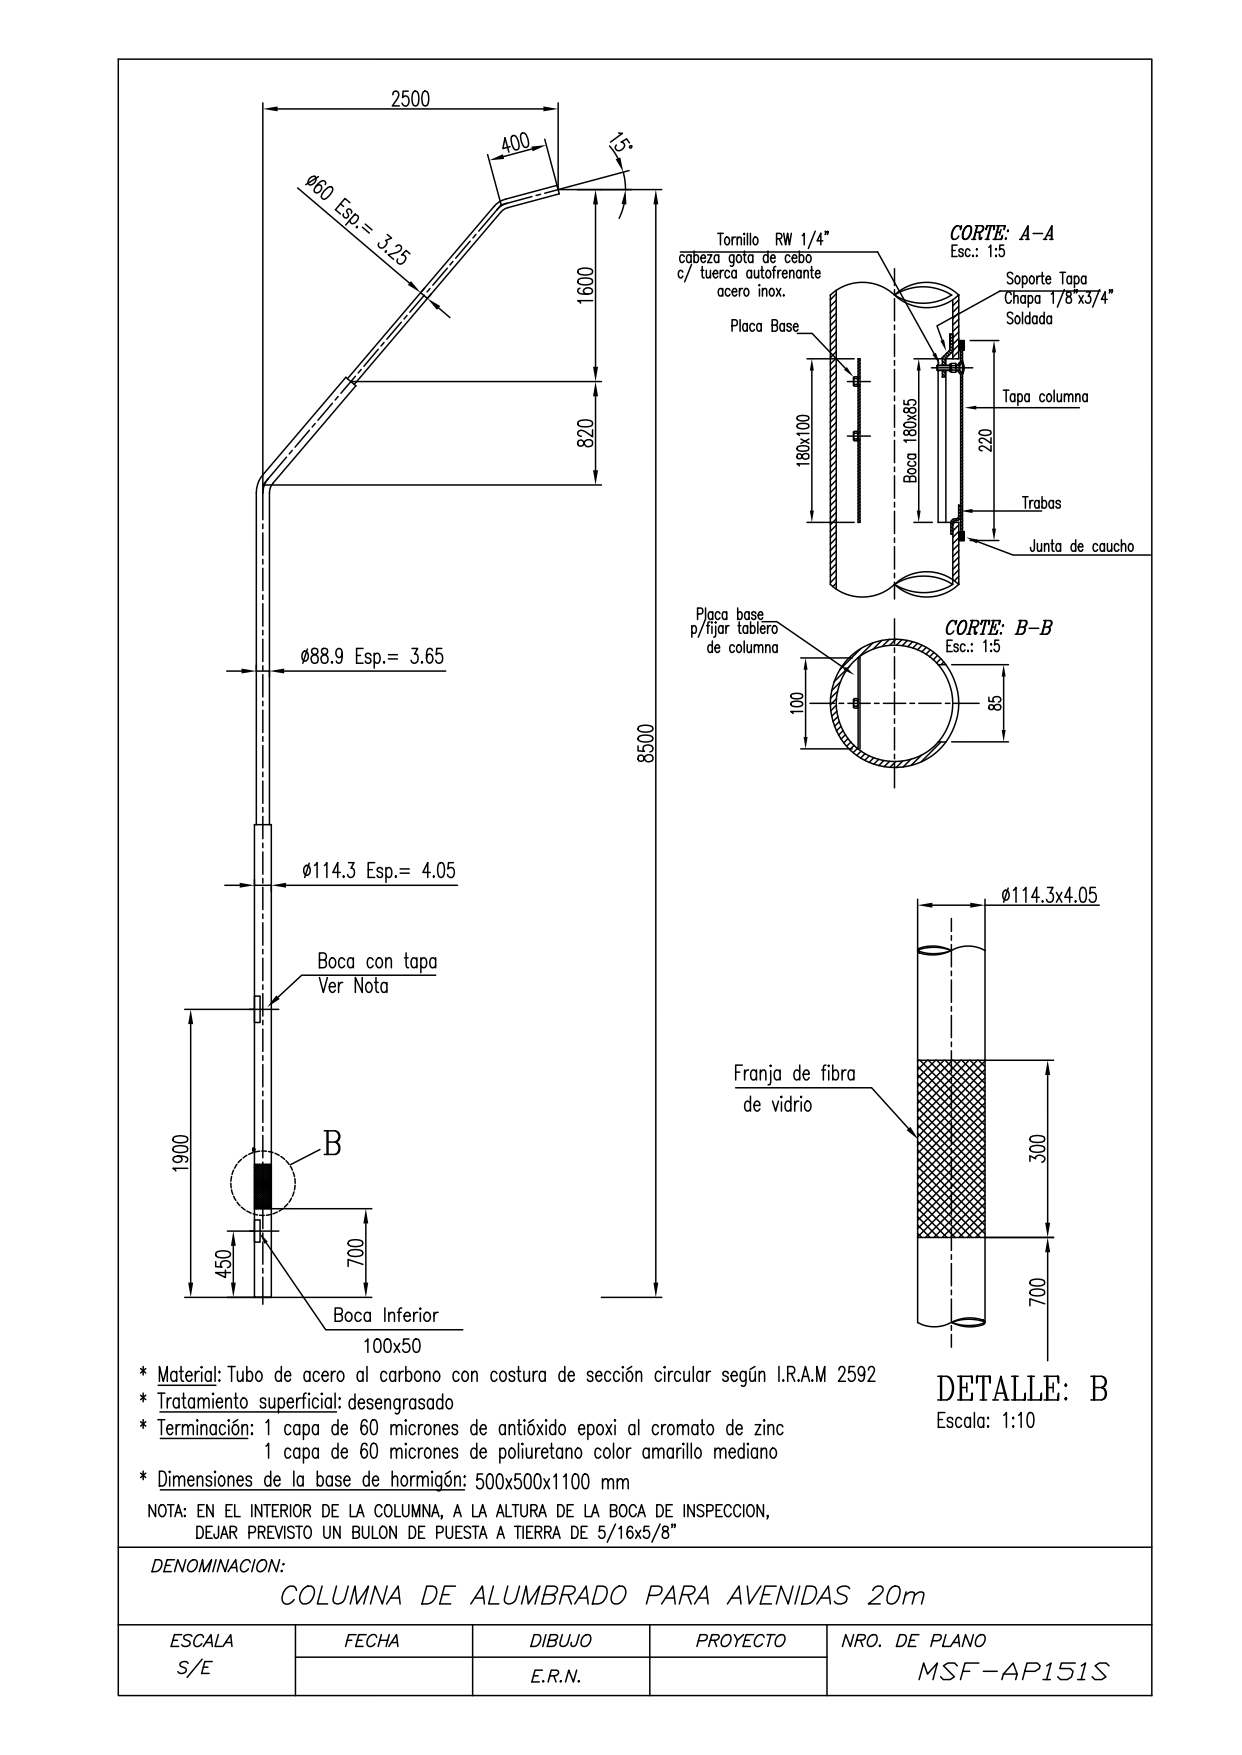 2500
400
15°
ø60 Esp.= 3.25
1600
820
8500
ø88.9 Esp.= 3.65
ø114.3 Esp.= 4.05
Boca con tapa
Ver Nota
1900
B
450
700
Boca Inferior
100x50
CORTE: A-A
Esc.: 1:5
Tornillo RW 1/4"
cabeza gota de cebo
c/ tuerca autofrenante
acero inox.
Soporte Tapa
Chapa 1/8"x3/4"
Soldada
Placa Base
180x100
Boca 180x85
220
Tapa columna
Trabas
Junta de caucho
Placa base
p/fijar tablero
de columna
CORTE: B-B
Esc.: 1:5
100
85
ø114.3x4.05
Franja de fibra
de vidrio
300
700
DETALLE: B
Escala: 1:10
* Material: Tubo de acero al carbono con costura de sección circular según I.R.A.M 2592
* Tratamiento superficial: desengrasado
* Terminación: 1 capa de 60 micrones de antióxido epoxi al cromato de zinc
1 capa de 60 micrones de poliuretano color amarillo mediano
* Dimensiones de la base de hormigón: 500x500x1100 mm
NOTA: EN EL INTERIOR DE LA COLUMNA, A LA ALTURA DE LA BOCA DE INSPECCION,
DEJAR PREVISTO UN BULON DE PUESTA A TIERRA DE 5/16x5/8"
DENOMINACION:
COLUMNA DE ALUMBRADO PARA AVENIDAS 20m
ESCALA
S/E
FECHA
DIBUJO
E.R.N.
PROYECTO
NRO. DE PLANO
MSF-AP151S